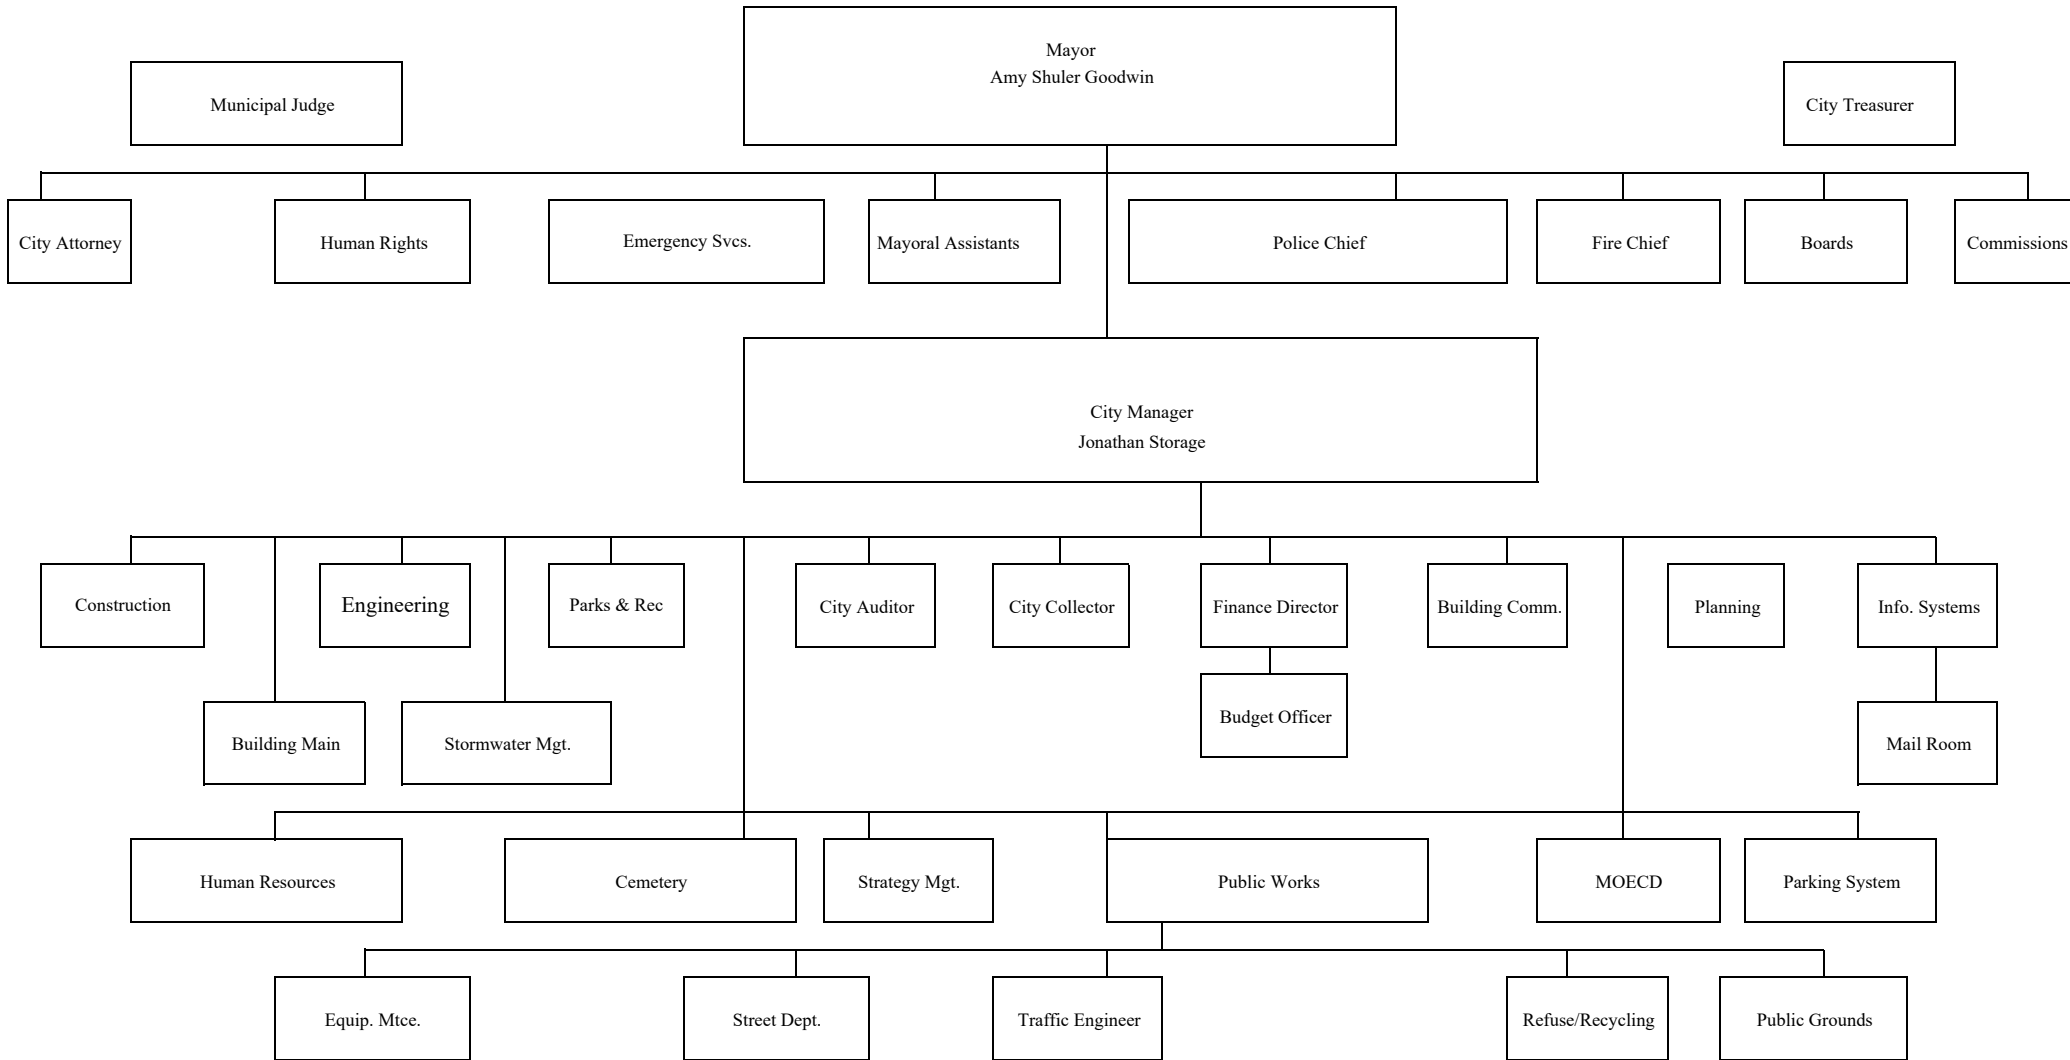 Mayor
Amy Shuler Goodwin
Municipal Judge
City Treasurer
City Attorney
Human Rights
Emergency Svcs.
Mayoral Assistants
Police Chief
Fire Chief
Boards
Commissions
City Manager
Jonathan Storage
Construction
Engineering
Parks & Rec
City Auditor
City Collector
Finance Director
Building Comm.
Planning
Info. Systems
Building Main
Stormwater Mgt.
Budget Officer
Mail Room
Human Resources
Cemetery
Strategy Mgt.
Public Works
MOECD
Parking System
Equip. Mtce.
Street Dept.
Traffic Engineer
Refuse/Recycling
Public Grounds